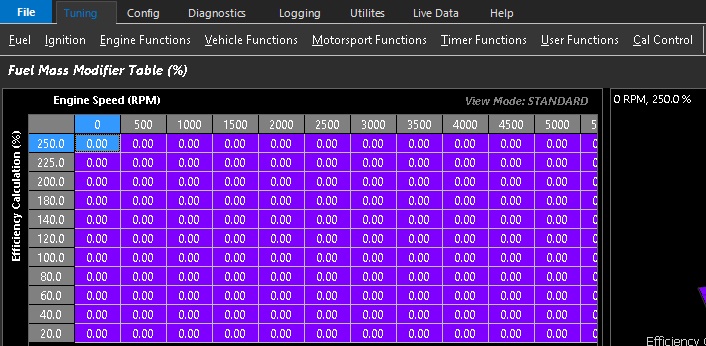 File Tuning Config Diagnostics Logging Utilites Live Data Help
Fuel Ignition Engine Functions Vehicle Functions Motorsport Functions Timer Functions User Functions Cal Control
Fuel Mass Modifier Table (%)
Engine Speed (RPM) View Mode: STANDARD
0 RPM, 250.0 %
Efficiency Calculation (%)
0 500 1000 1500 2000 2500 3000 3500 4000 4500 5000 5
250.0 0.00 0.00 0.00 0.00 0.00 0.00 0.00 0.00 0.00 0.00 0.00 0
225.0 0.00 0.00 0.00 0.00 0.00 0.00 0.00 0.00 0.00 0.00 0.00 0
200.0 0.00 0.00 0.00 0.00 0.00 0.00 0.00 0.00 0.00 0.00 0.00 0
180.0 0.00 0.00 0.00 0.00 0.00 0.00 0.00 0.00 0.00 0.00 0.00 0
140.0 0.00 0.00 0.00 0.00 0.00 0.00 0.00 0.00 0.00 0.00 0.00 0
120.0 0.00 0.00 0.00 0.00 0.00 0.00 0.00 0.00 0.00 0.00 0.00 0
100.0 0.00 0.00 0.00 0.00 0.00 0.00 0.00 0.00 0.00 0.00 0.00 0
80.0 0.00 0.00 0.00 0.00 0.00 0.00 0.00 0.00 0.00 0.00 0.00 0
60.0 0.00 0.00 0.00 0.00 0.00 0.00 0.00 0.00 0.00 0.00 0.00 0
40.0 0.00 0.00 0.00 0.00 0.00 0.00 0.00 0.00 0.00 0.00 0.00 0
20.0 0.00 0.00 0.00 0.00 0.00 0.00 0.00 0.00 0.00 0.00 0.00 0
Efficiency